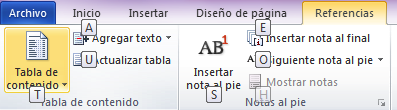 Archivo Inicio Insertar Diseño de página Referencias
A E
Agregar texto Insertar nota al final
AB1
U O
Actualizar tabla Siguiente nota al pie
Tabla de contenido
Insertar nota al pie
Mostrar notas
T S H
Tabla de contenido Notas al pie